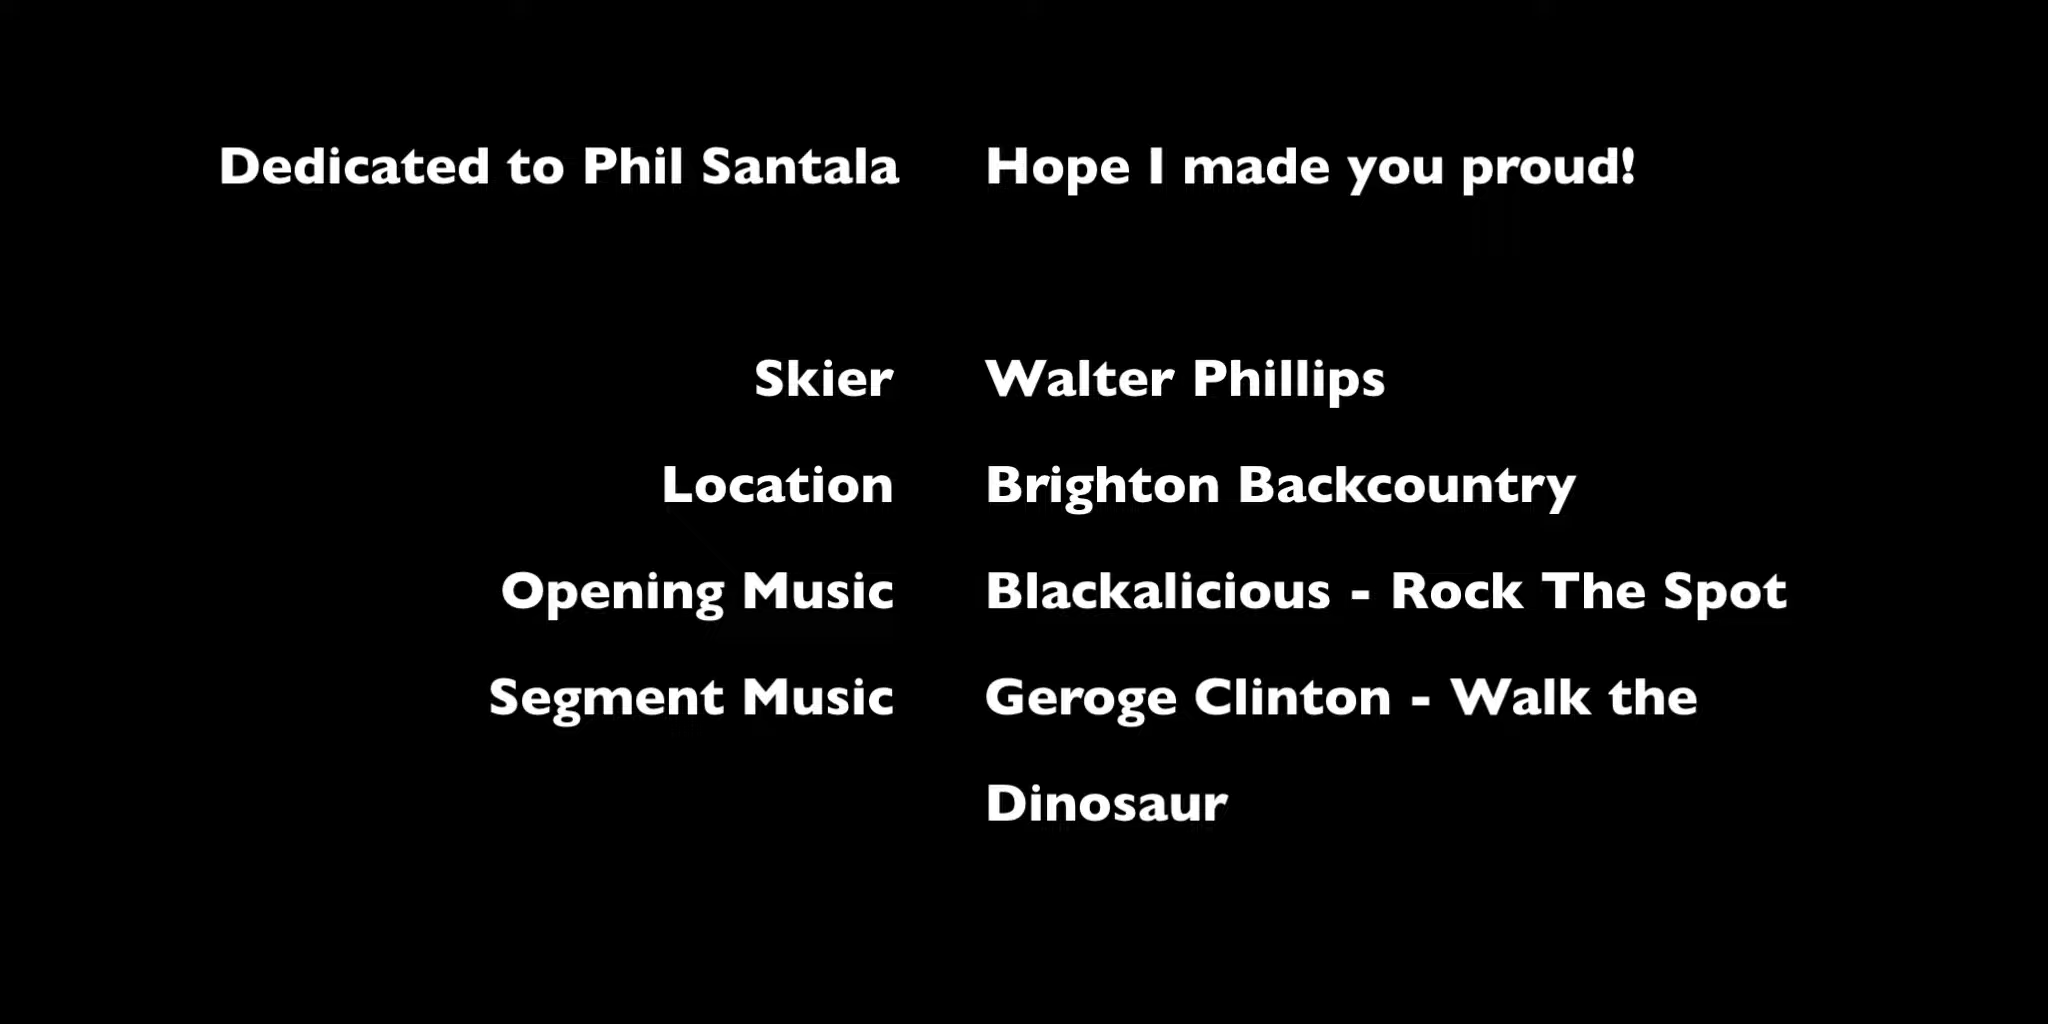 Dedicated to Phil Santala Hope I made you proud!
Skier Walter Phillips
Location Brighton Backcountry
Opening Music Blackalicious - Rock The Spot
Segment Music Geroge Clinton - Walk the
Dinosaur